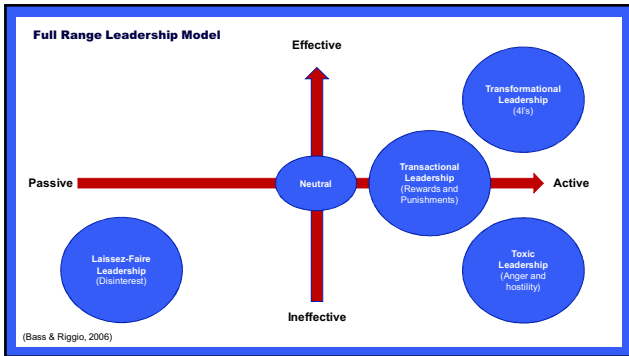 Full Range Leadership Model
Effective
Transformational
Leadership
(4I's)
Passive
Neutral
Transactional
Leadership
(Rewards and
Punishments)
Active
Laissez-Faire
Leadership
(Disinterest)
Toxic
Leadership
(Anger and
hostility)
Ineffective
(Bass & Riggio, 2006)